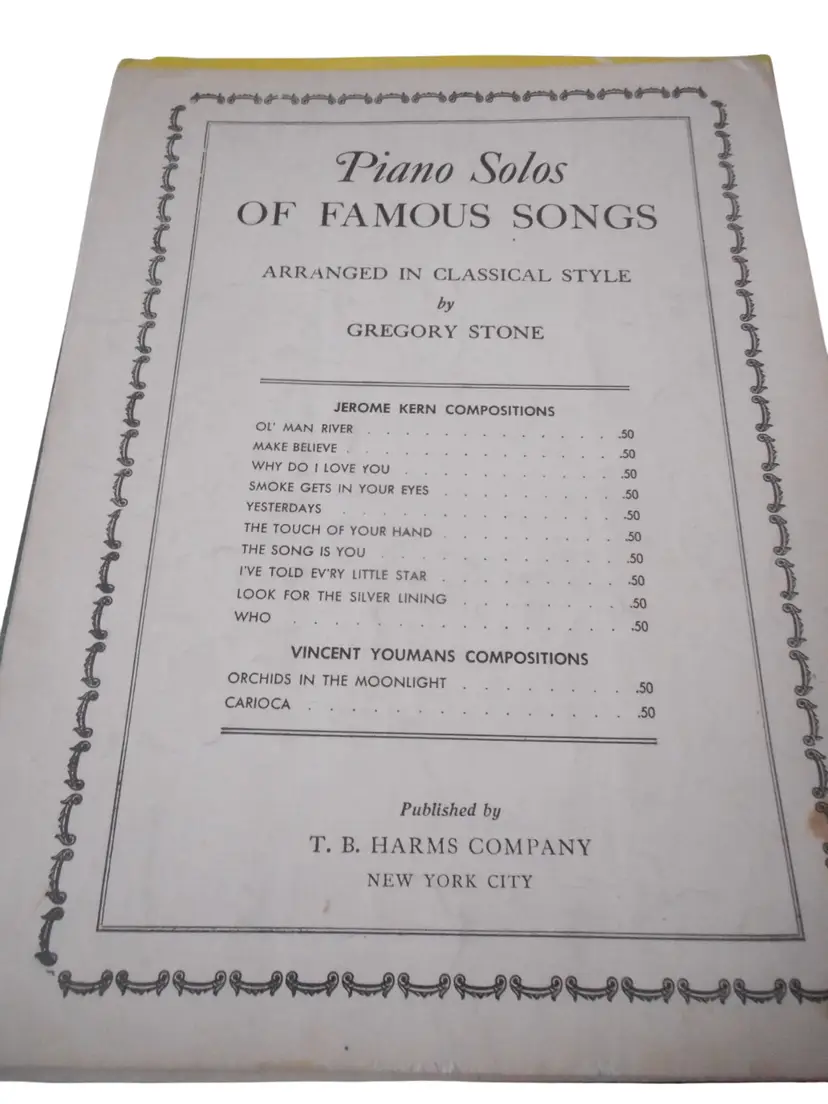 Piano Solos
OF FAMOUS SONGS
ARRANGED IN CLASSICAL STYLE
by
GREGORY STONE
JEROME KERN COMPOSITIONS
OL' MAN RIVER . . . . . . . . . . . . . .50
MAKE BELIEVE . . . . . . . . . . . . . .50
WHY DO I LOVE YOU . . . . . . . . . . . .50
SMOKE GETS IN YOUR EYES . . . . . . . . .50
YESTERDAYS . . . . . . . . . . . . . .50
THE TOUCH OF YOUR HAND . . . . . . . . .50
THE SONG IS YOU . . . . . . . . . . . .50
I'VE TOLD EV'RY LITTLE STAR . . . . . . . . .50
LOOK FOR THE SILVER LINING . . . . . . . .50
WHO . . . . . . . . . . . . . . . .50
VINCENT YOUMANS COMPOSITIONS
ORCHIDS IN THE MOONLIGHT . . . . . . . . .50
CARIOCA . . . . . . . . . . . . . . .50
Published by
T. B. HARMS COMPANY
NEW YORK CITY